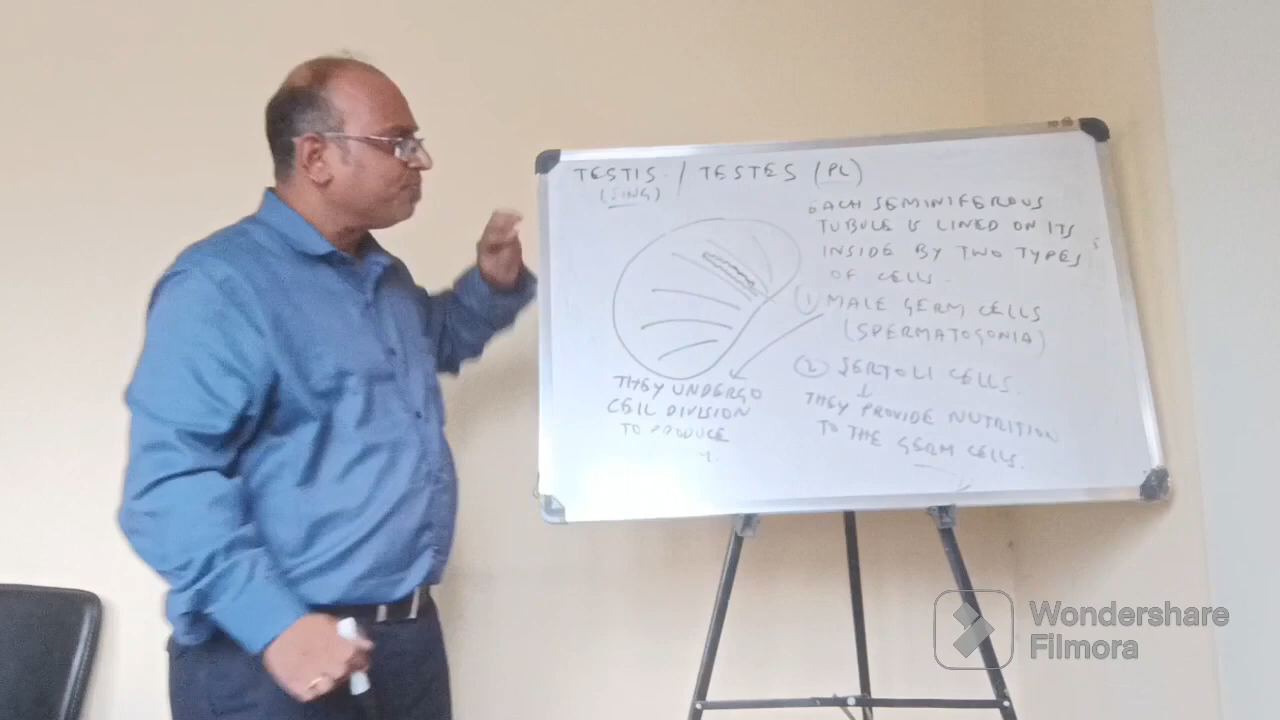 TESTIS / TESTES (PL)
(SING)
EACH SEMINIFEROUS
TUBULE IS LINED ON ITS
INSIDE BY TWO TYPES
OF CELLS.
1 MALE GERM CELLS
(SPERMATOGONIA)
2 SERTOLI CELLS.
THEY PROVIDE NUTRITION
TO THE GERM CELLS.
THEY UNDERGO
CELL DIVISION
TO PRODUCE
Wondershare
Filmora